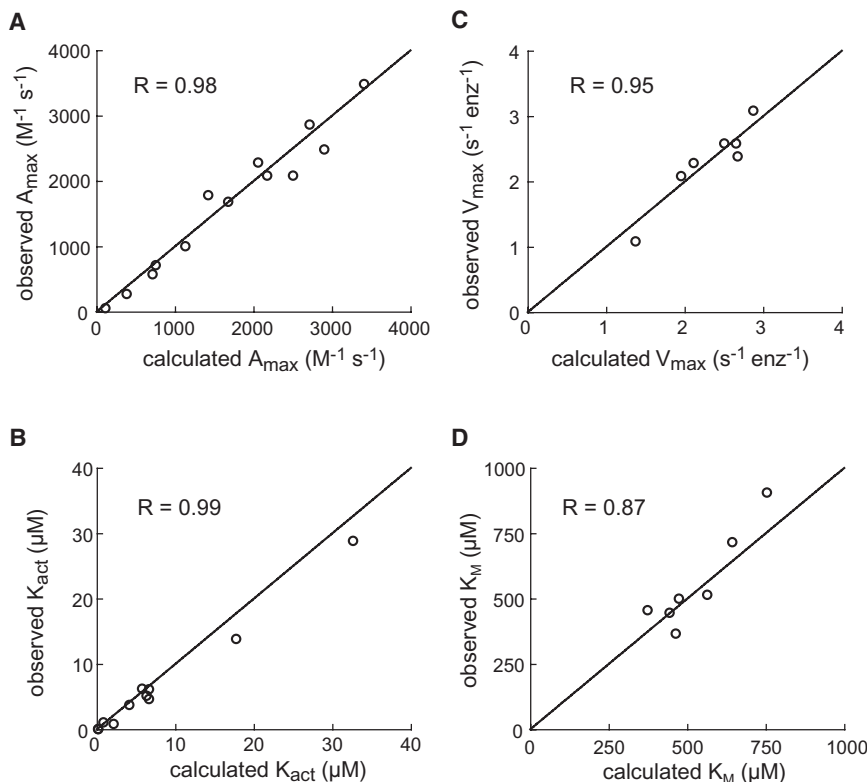 A
4000
3000
2000
1000
0
R = 0.98
observed A_max (M⁻¹ s⁻¹)
0 1000 2000 3000 4000
calculated A_max (M⁻¹ s⁻¹)
C
4
3
2
1
0
R = 0.95
observed V_max (s⁻¹ enz⁻¹)
0 1 2 3 4
calculated V_max (s⁻¹ enz⁻¹)
B
40
30
20
10
0
R = 0.99
observed K_act (µM)
0 10 20 30 40
calculated K_act (µM)
D
1000
750
500
250
0
R = 0.87
observed K_M (µM)
0 250 500 750 1000
calculated K_M (µM)